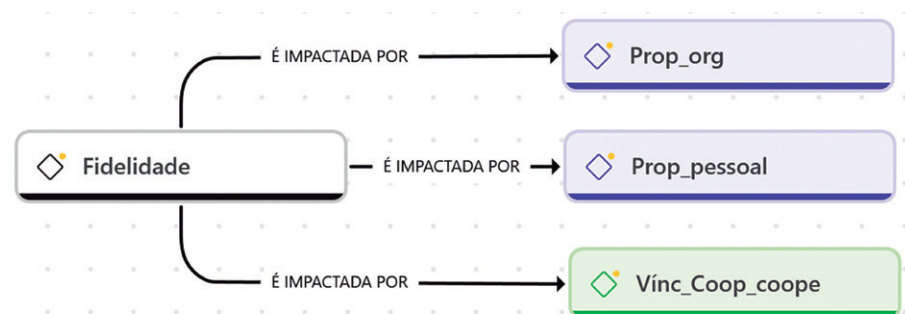 É IMPACTADA POR
Prop_org
Fidelidade
É IMPACTADA POR
Prop_pessoal
É IMPACTADA POR
Vínc_Coop_coope